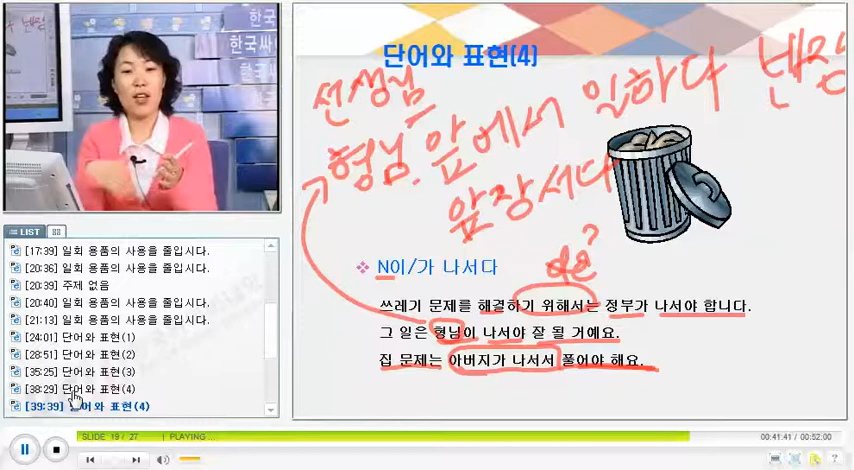 한국
한국싸
단어와 표현(4)
선생님
형님. 앞에서 일하다
앞장서다
❖ N이/가 나서다
쓰레기 문제를 해결하기 위해서는 정부가 나서야 합니다.
그 일은 형님이 나서야 잘 될 거예요.
집 문제는 아버지가 나서서 풀어야 해요.
LIST
[17:39] 일회 용품의 사용을 줄입시다.
[20:36] 일회 용품의 사용을 줄입시다.
[20:39] 주제 없음
[20:40] 일회 용품의 사용을 줄입시다.
[21:13] 일회 용품의 사용을 줄입시다.
[24:01] 단어와 표현(1)
[28:51] 단어와 표현(2)
[35:25] 단어와 표현(3)
[38:29] 단어와 표현(4)
[39:39] 단어와 표현(4)
SLIDE 19 / 27 | PLAYING ...
00:41:41 / 00:52:00